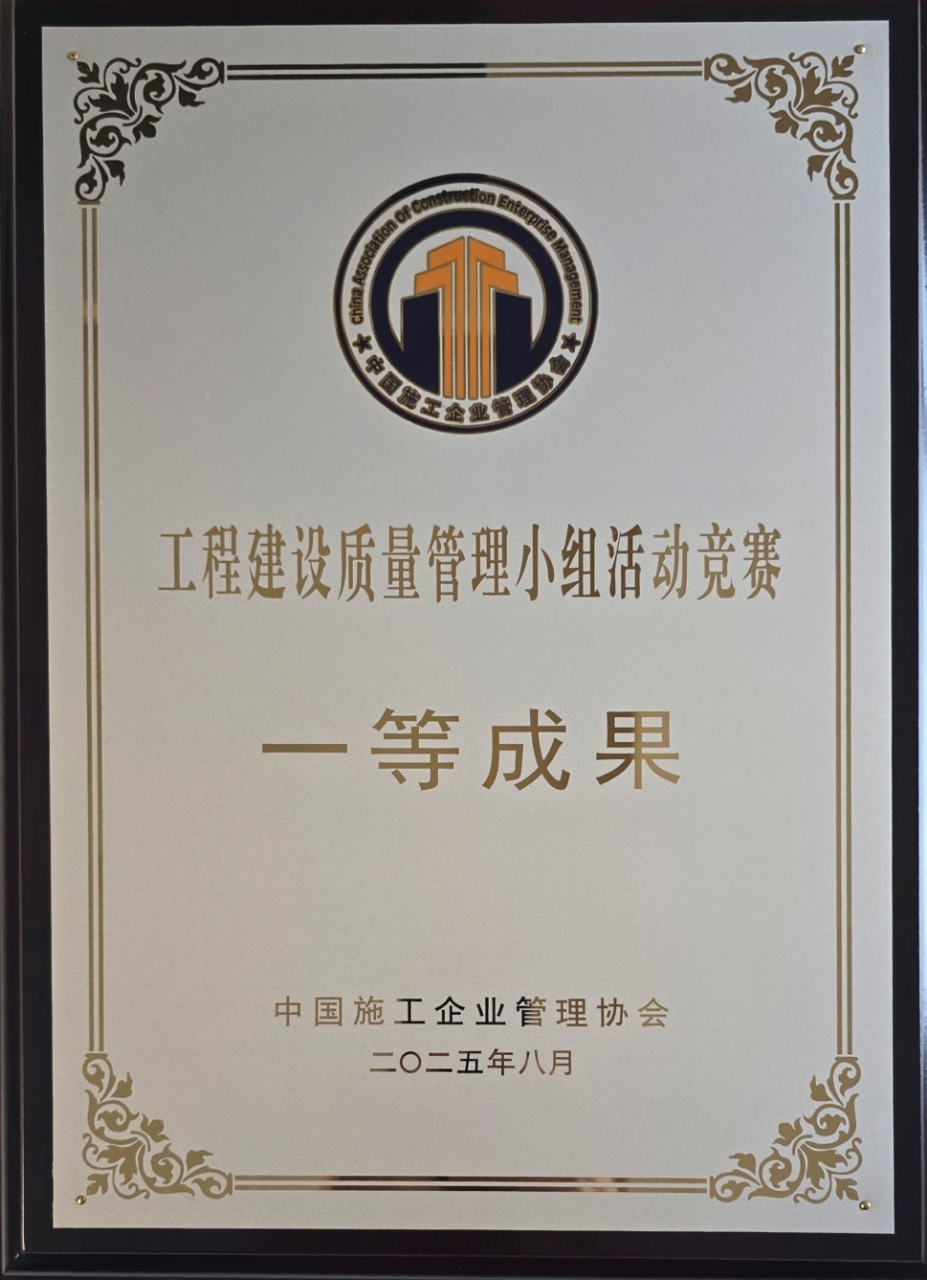 China Association Of Construction Enterprise Management
中国施工企业管理协会
工程建设质量管理小组活动竞赛
一等成果
中国施工企业管理协会
二〇二五年八月